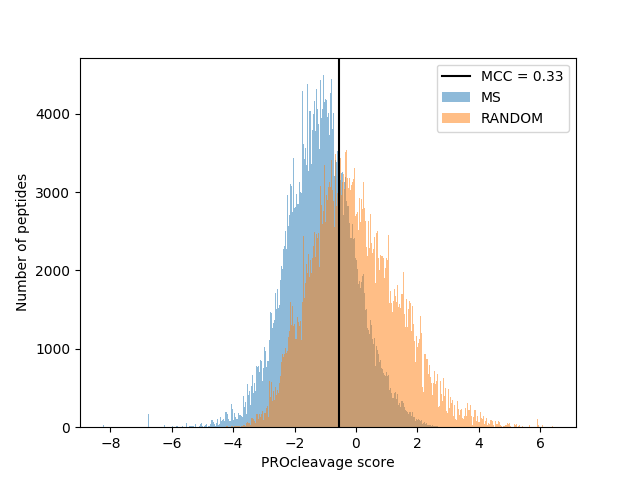 MCC = 0.33
MS
RANDOM
4000
3000
2000
1000
0
Number of peptides
−8 −6 −4 −2 0 2 4 6
PROcleavage score